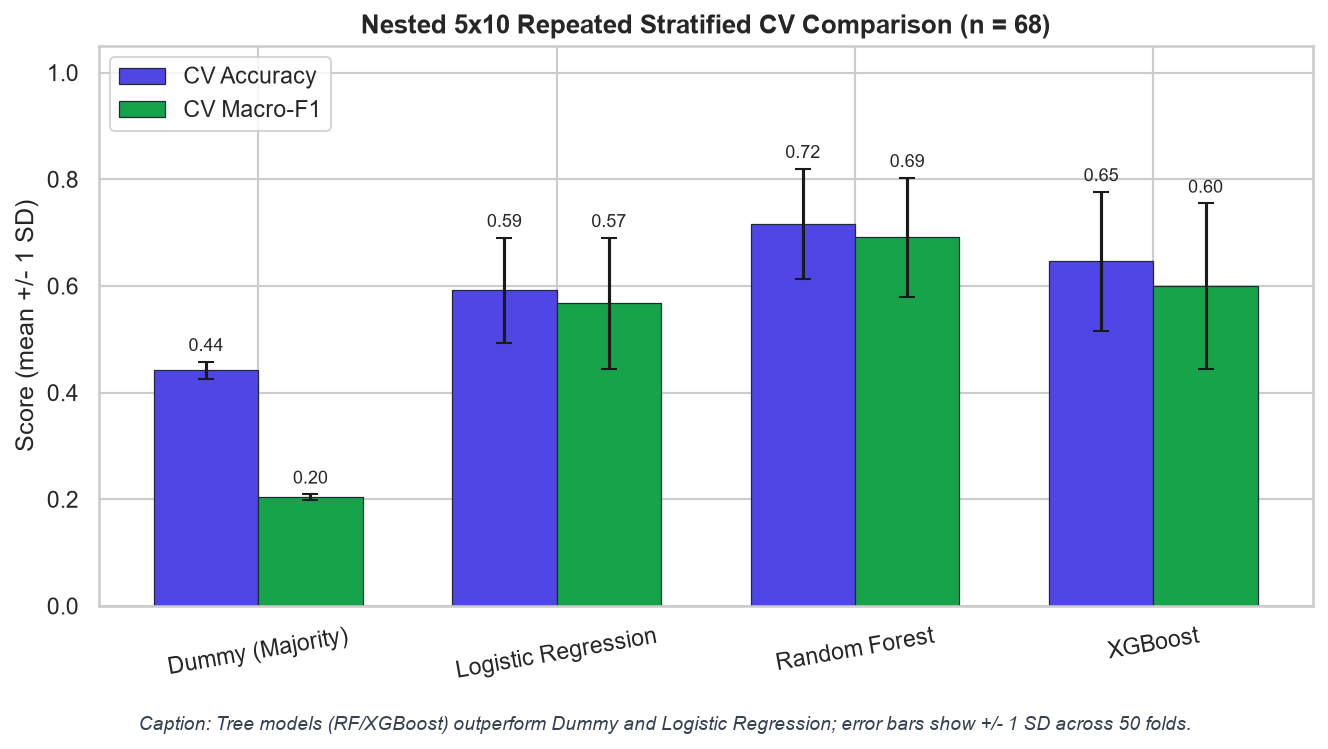 Nested 5x10 Repeated Stratified CV Comparison (n = 68)
CV Accuracy
CV Macro-F1
Score (mean +/- 1 SD)
1.0
0.8
0.6
0.4
0.2
0.0
0.44
0.20
0.59
0.57
0.72
0.69
0.65
0.60
Dummy (Majority)
Logistic Regression
Random Forest
XGBoost
Caption: Tree models (RF/XGBoost) outperform Dummy and Logistic Regression; error bars show +/- 1 SD across 50 folds.